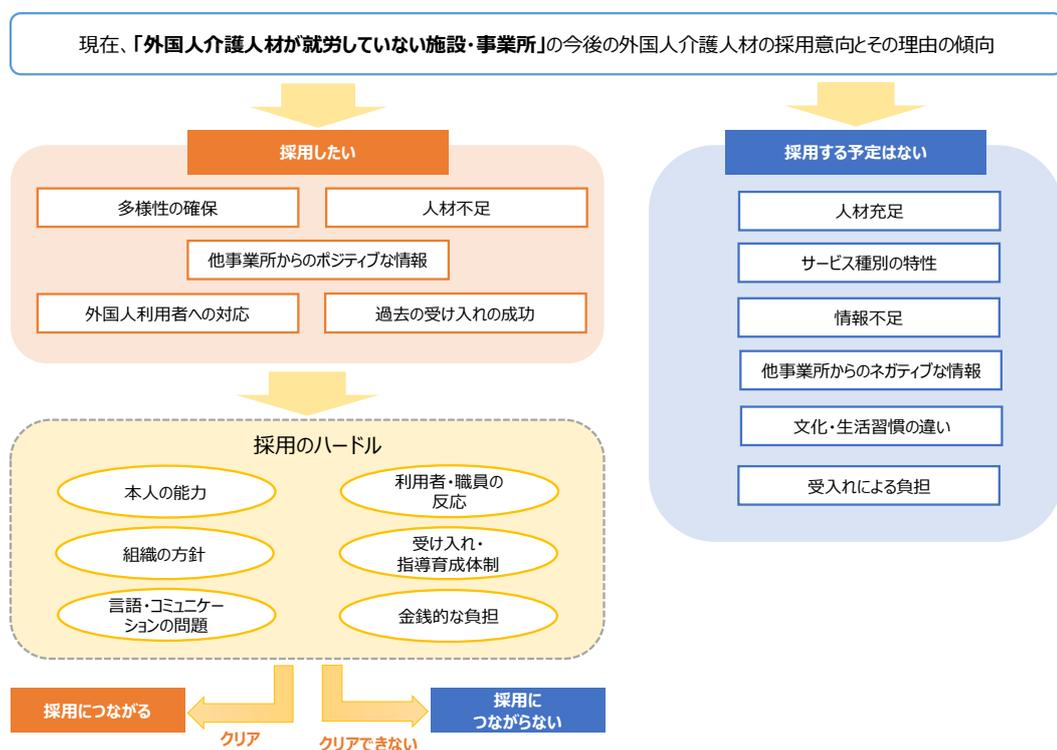 現在、「外国人介護人材が就労していない施設・事業所」の今後の外国人介護人材の採用意向とその理由の傾向
採用したい
多様性の確保
人材不足
他事業所からのポジティブな情報
外国人利用者への対応
過去の受け入れの成功
採用する予定はない
人材充足
サービス種別の特性
情報不足
他事業所からのネガティブな情報
文化・生活習慣の違い
受入れによる負担
採用のハードル
本人の能力
利用者・職員の
反応
組織の方針
受け入れ・
指導育成体制
言語・コミュニケー
ションの問題
金銭的な負担
採用につながる
クリア
クリアできない
採用に
つながらない